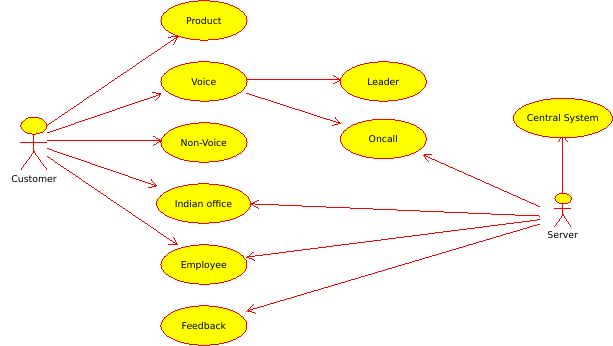 Product
Voice
Leader
Central System
Oncall
Non-Voice
Customer
Indian office
Server
Employee
Feedback